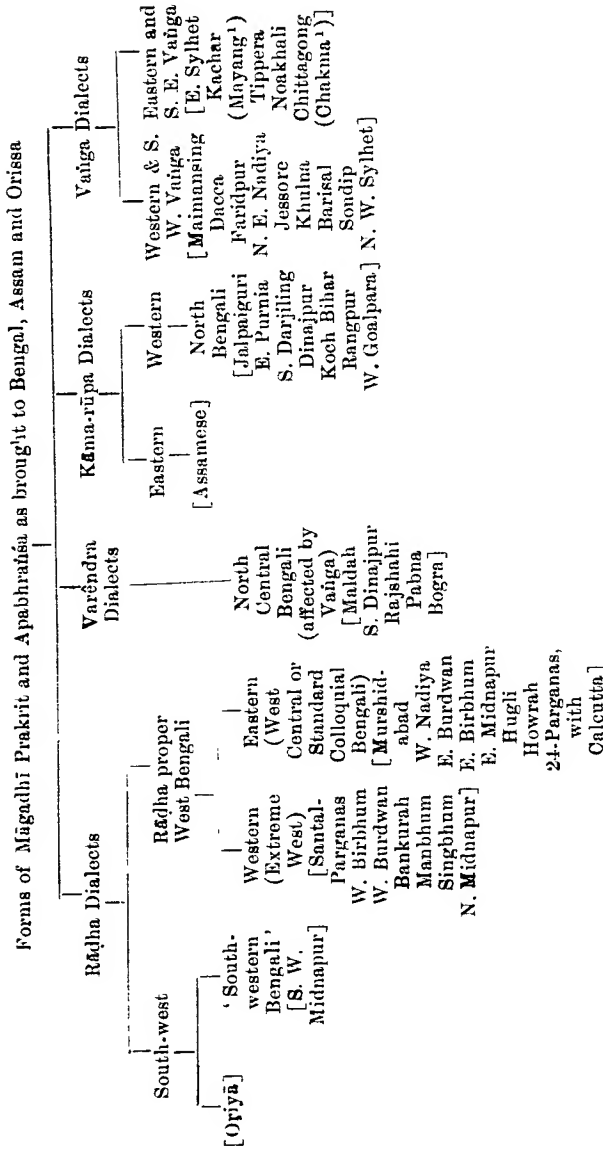 Forms of Māgadhī Prakrit and Apabhraṅśa as brought to Bengal, Assam and Orissa
Rāḍha Dialects
South-west
[Oṛiyā]
‘South-
western
Bengali’
[S. W.
Midnapur]
Rāḍha proper
West Bengali
Western
(Extreme
West)
[Santal-
Parganas
W. Birbhum
W. Burdwan
Bankurah
Manbhum
Singbhum
N. Midnapur]
Eastern
(West
Central or
Standard
Colloquial
Bengali)
[Murshid-
abad
W. Nadiya
E. Burdwan
E. Birbhum
E. Midnapur
Hugli
Howrah
24-Parganas,
with
Calcutta]
Varēndra
Dialects
North
Central
Bengali
(affected by
Vaṅga)
[Maldah
S. Dinajpur
Rajshahi
Pabna
Bogra]
Kāma-rūpa Dialects
Eastern
[Assamese]
Western
North
Bengali
[Jalpaiguri
E. Purnia
S. Darjiling
Dinajpur
Koch Bihar
Rangpur
W. Goalpara]
Vaṅga Dialects
Western & S.
W. Vaṅga
[Maimansing
Dacca
Faridpur
N. E. Nadiya
Jessore
Khulna
Barisal
Sondip
N. W. Sylhet]
Eastern and
S. E. Vaṅga
[E. Sylhet
Kachar
(Mayang¹)
Tippera
Noakhali
Chittagong
(Chakma¹)]